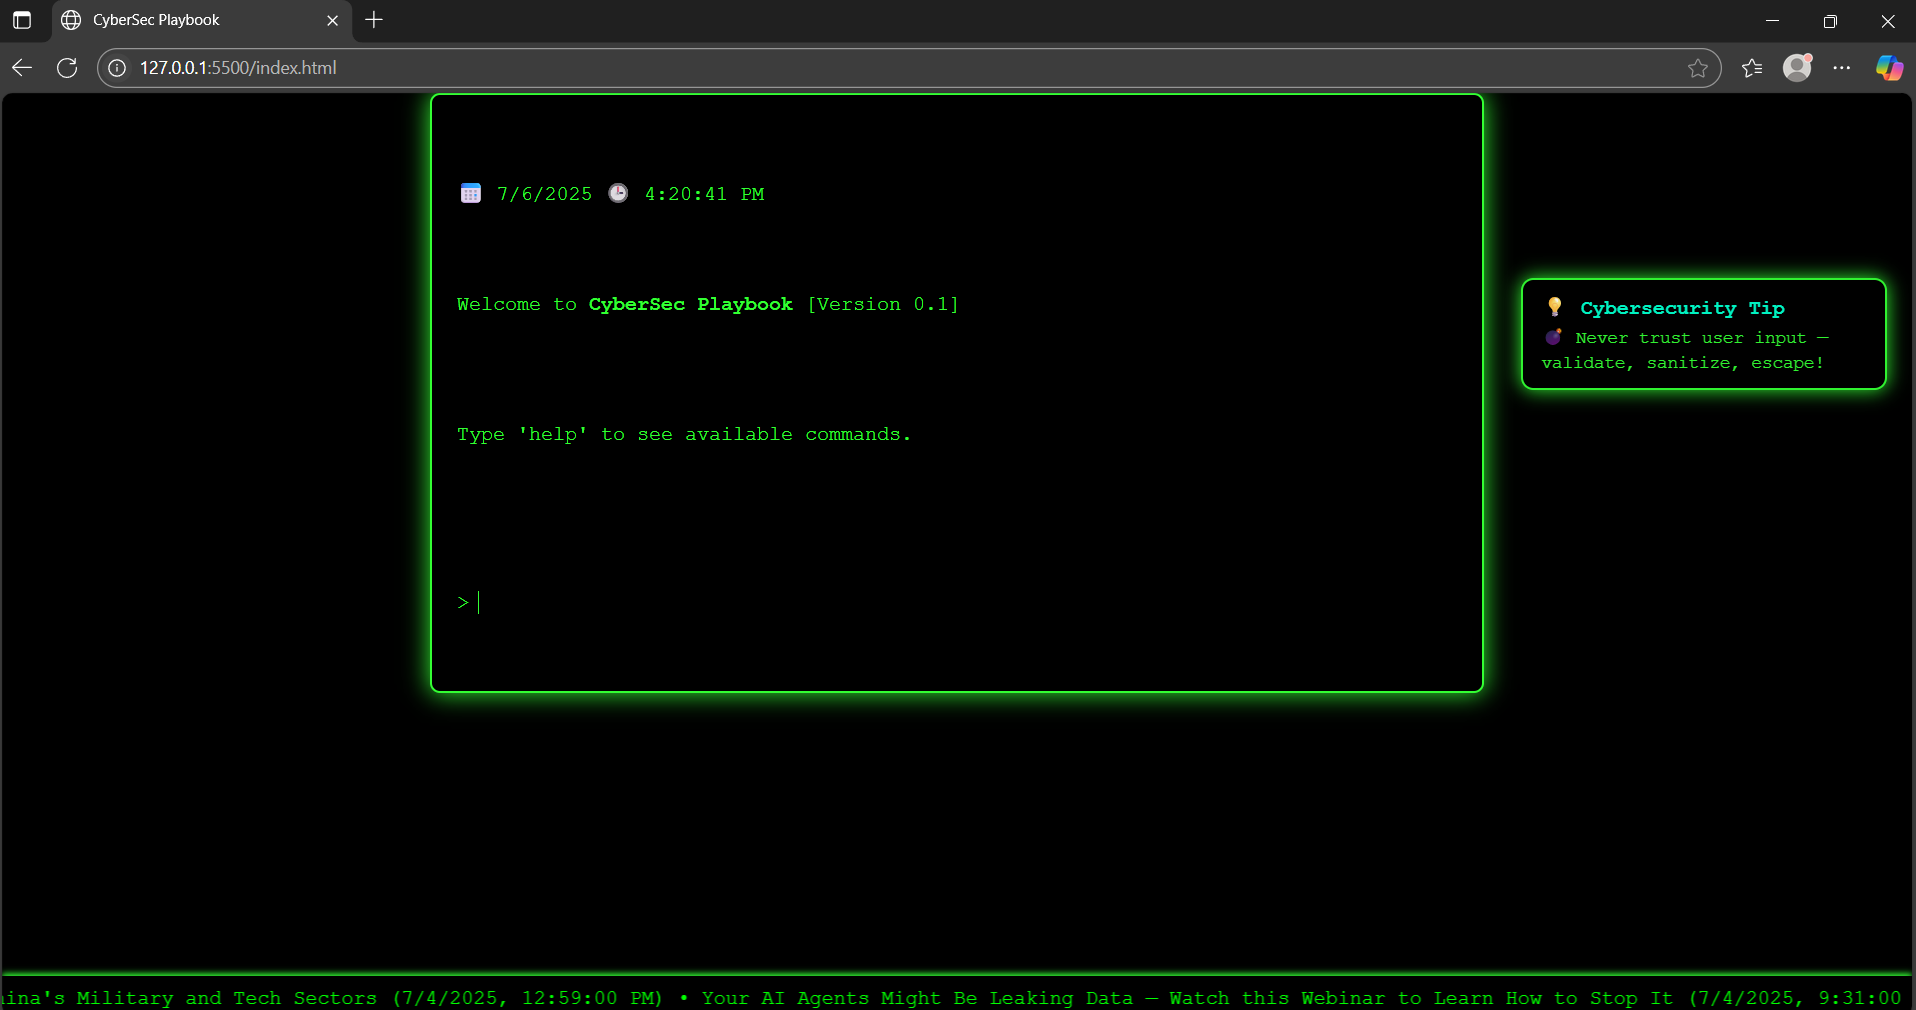 CyberSec Playbook
127.0.0.1:5500/index.html
7/6/2025 4:20:41 PM
Welcome to CyberSec Playbook [Version 0.1]
Type 'help' to see available commands.
>
Cybersecurity Tip
Never trust user input —
validate, sanitize, escape!
ina's Military and Tech Sectors (7/4/2025, 12:59:00 PM) • Your AI Agents Might Be Leaking Data — Watch this Webinar to Learn How to Stop It (7/4/2025, 9:31:00